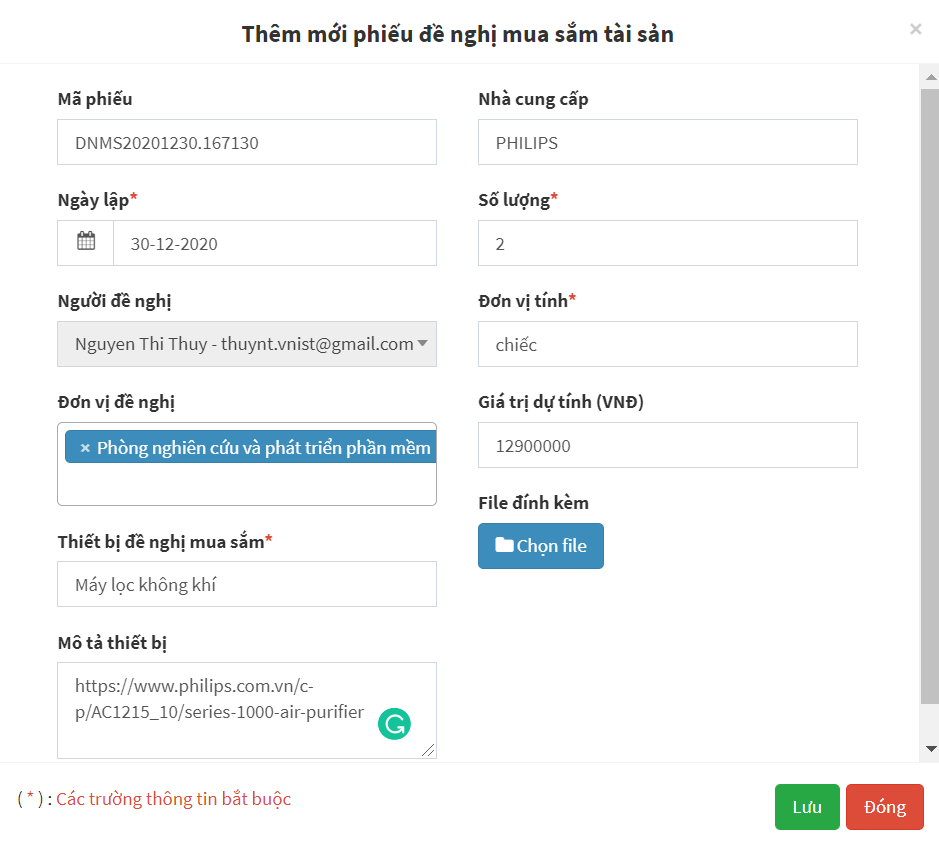 Thêm mới phiếu đề nghị mua sắm tài sản
×
Mã phiếu
DNMS20201230.167130
Ngày lập*
30-12-2020
Người đề nghị
Nguyen Thi Thuy - thuynt.vnist@gmail.com
Đơn vị đề nghị
× Phòng nghiên cứu và phát triển phần mềm
Thiết bị đề nghị mua sắm*
Máy lọc không khí
Mô tả thiết bị
https://www.philips.com.vn/c-
p/AC1215_10/series-1000-air-purifier
Nhà cung cấp
PHILIPS
Số lượng*
2
Đơn vị tính*
chiếc
Giá trị dự tính (VNĐ)
12900000
File đính kèm
Chọn file
( * ) : Các trường thông tin bắt buộc
Lưu
Đóng